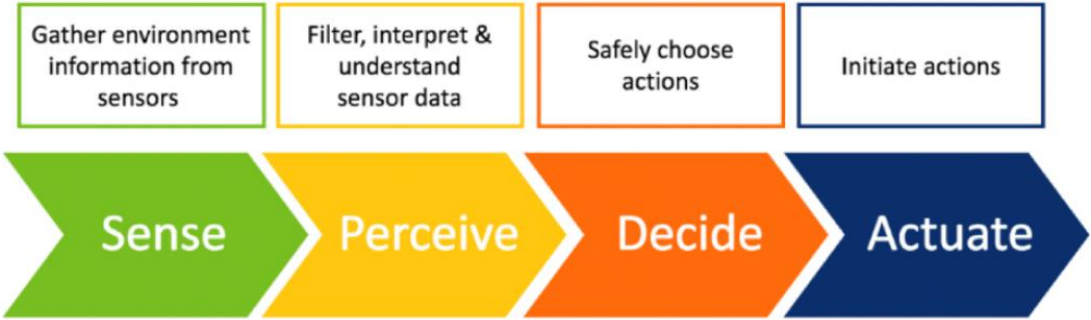 Gather environment
information from
sensors
Filter, interpret &
understand
sensor data
Safely choose
actions
Initiate actions
Sense
Perceive
Decide
Actuate